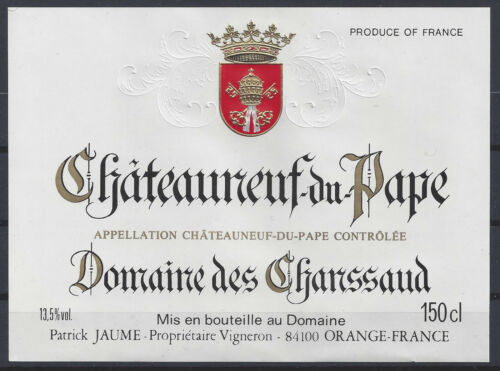 PRODUCE OF FRANCE
Châteauneuf-du-Pape
APPELLATION CHÂTEAUNEUF-DU-PAPE CONTRÔLÉE
Domaine des Chanssaud
13,5% vol.
Mis en bouteille au Domaine
150 cl
Patrick JAUME - Propriétaire Vigneron - 84100 ORANGE-FRANCE